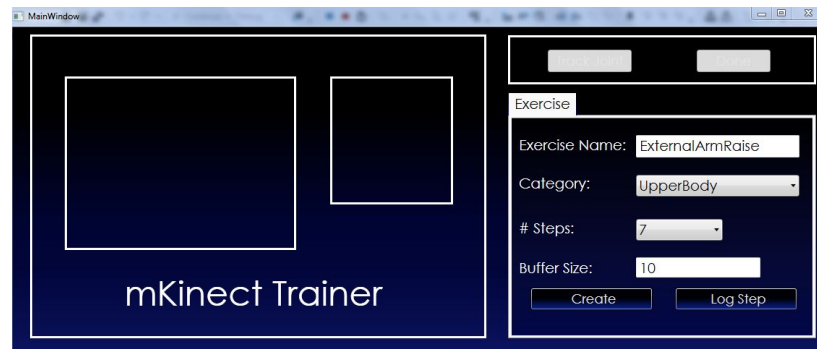 MainWindow
Track Joint Done
Exercise
Exercise Name: ExternalArmRaise
Category: UpperBody
# Steps: 7
Buffer Size: 10
Create Log Step
mKinect Trainer